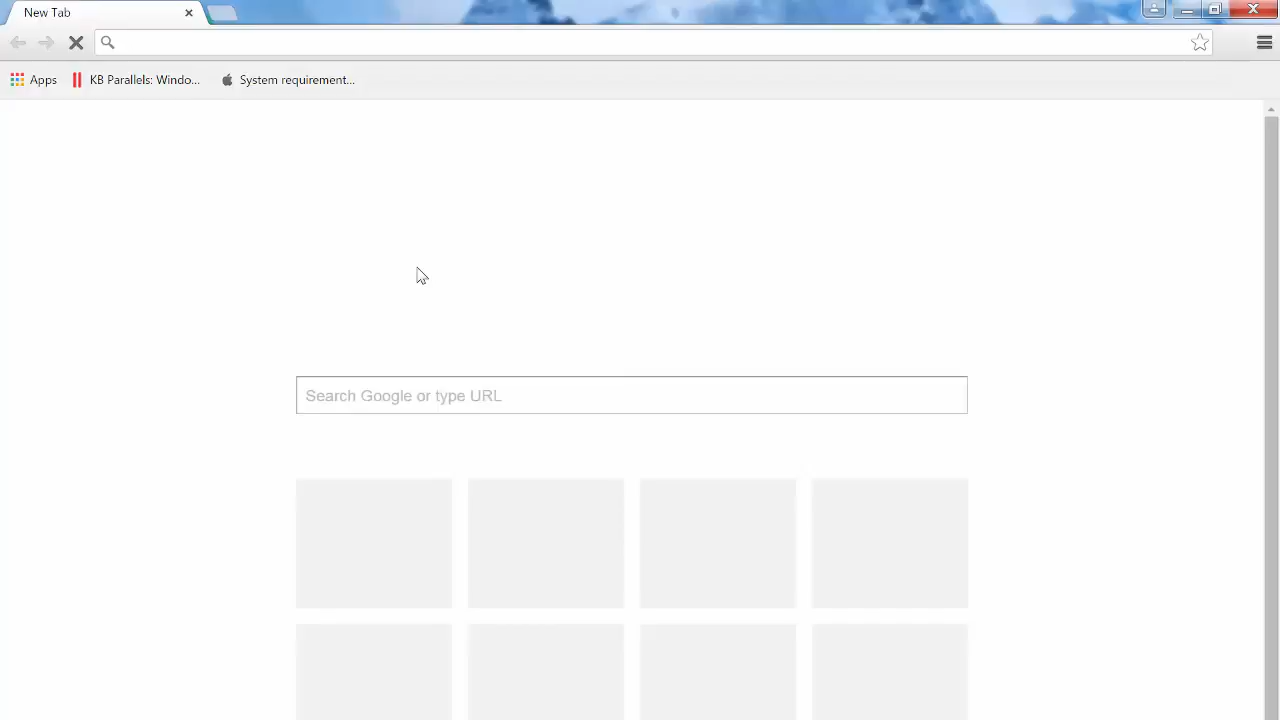 New Tab
Apps
KB Parallels: Windo...
System requirement...
Search Google or type URL